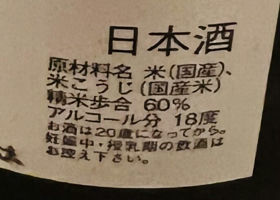 日本酒
原材料名 米(国産)、
米こうじ(国産米)
精米歩合 60%
アルコール分 18度
お酒は20歳になってから。
妊娠中・授乳期の飲酒は
お控え下さい。